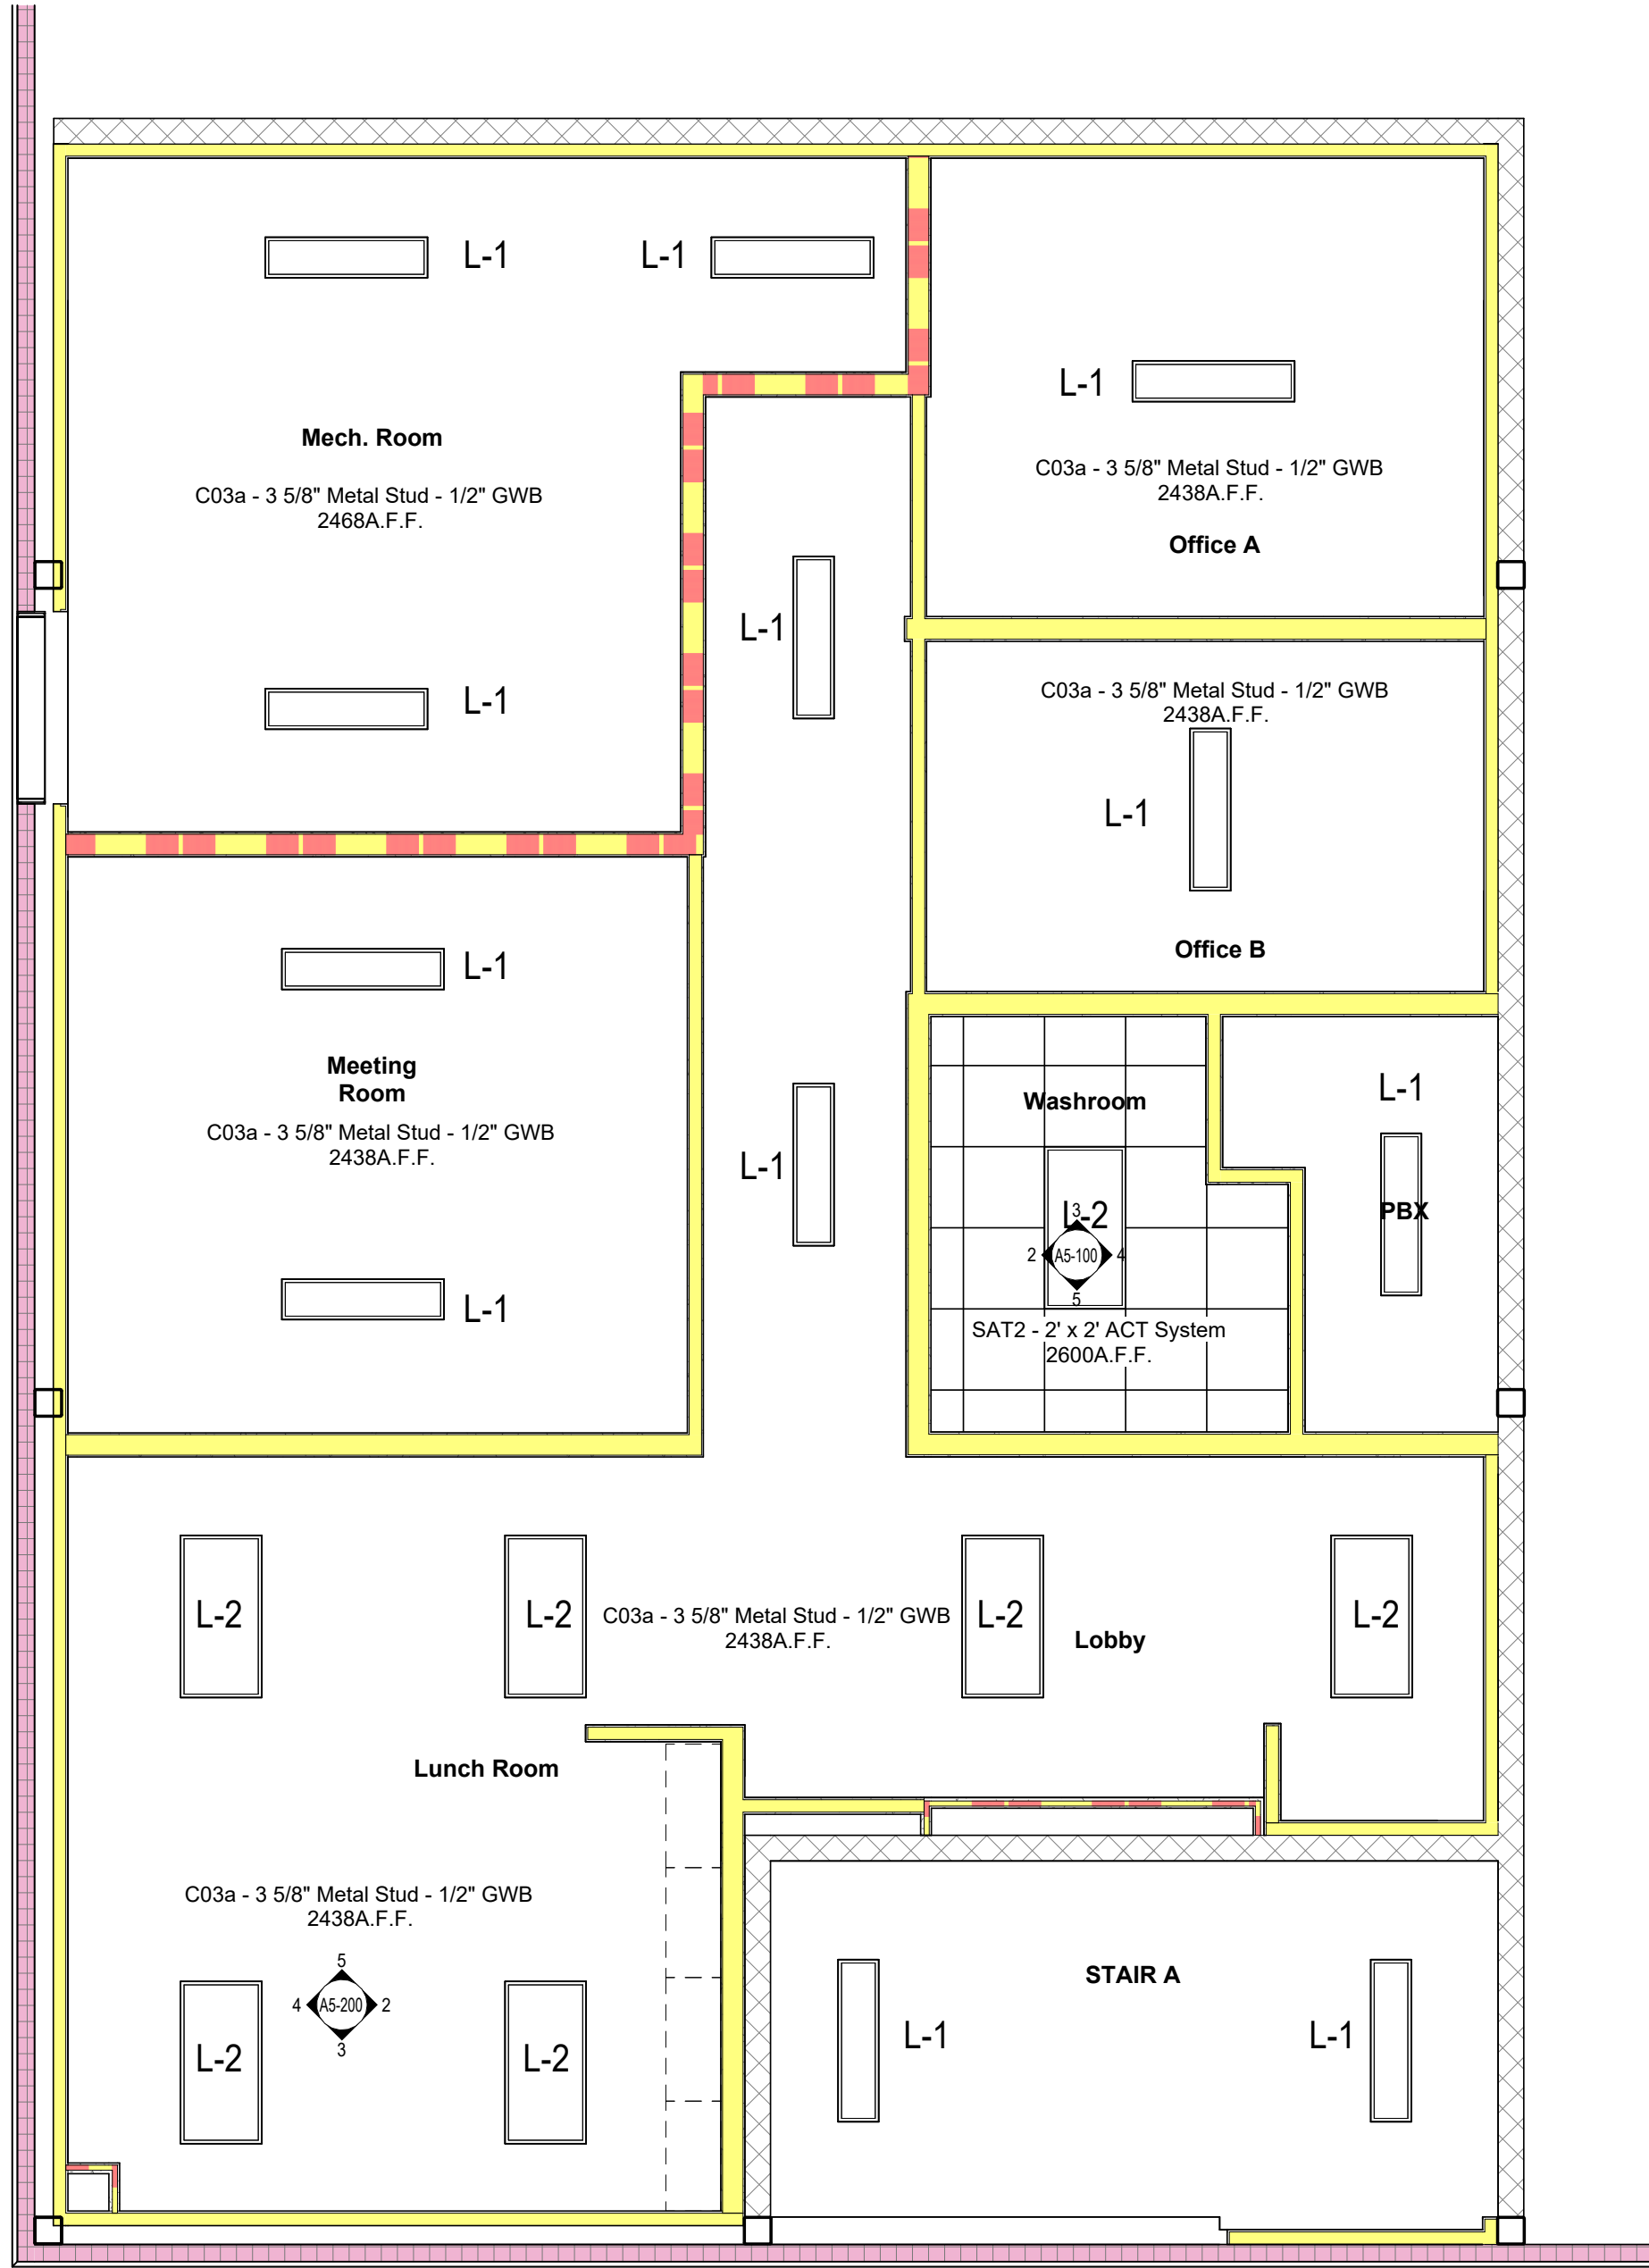 L-1
L-1
L-1
Mech. Room
C03a - 3 5/8" Metal Stud - 1/2" GWB
2468A.F.F.
C03a - 3 5/8" Metal Stud - 1/2" GWB
2438A.F.F.
Office A
L-1
L-1
C03a - 3 5/8" Metal Stud - 1/2" GWB
2438A.F.F.
L-1
Office B
L-1
Meeting
Room
C03a - 3 5/8" Metal Stud - 1/2" GWB
2438A.F.F.
L-1
L-1
Washroom
L-2
3
2 A5-100 4
5
SAT2 - 2' x 2' ACT System
2600A.F.F.
L-1
PBX
L-2
L-2
C03a - 3 5/8" Metal Stud - 1/2" GWB
2438A.F.F.
L-2
Lobby
L-2
Lunch Room
C03a - 3 5/8" Metal Stud - 1/2" GWB
2438A.F.F.
5
4 A5-200 2
3
L-2
L-2
STAIR A
L-1
L-1